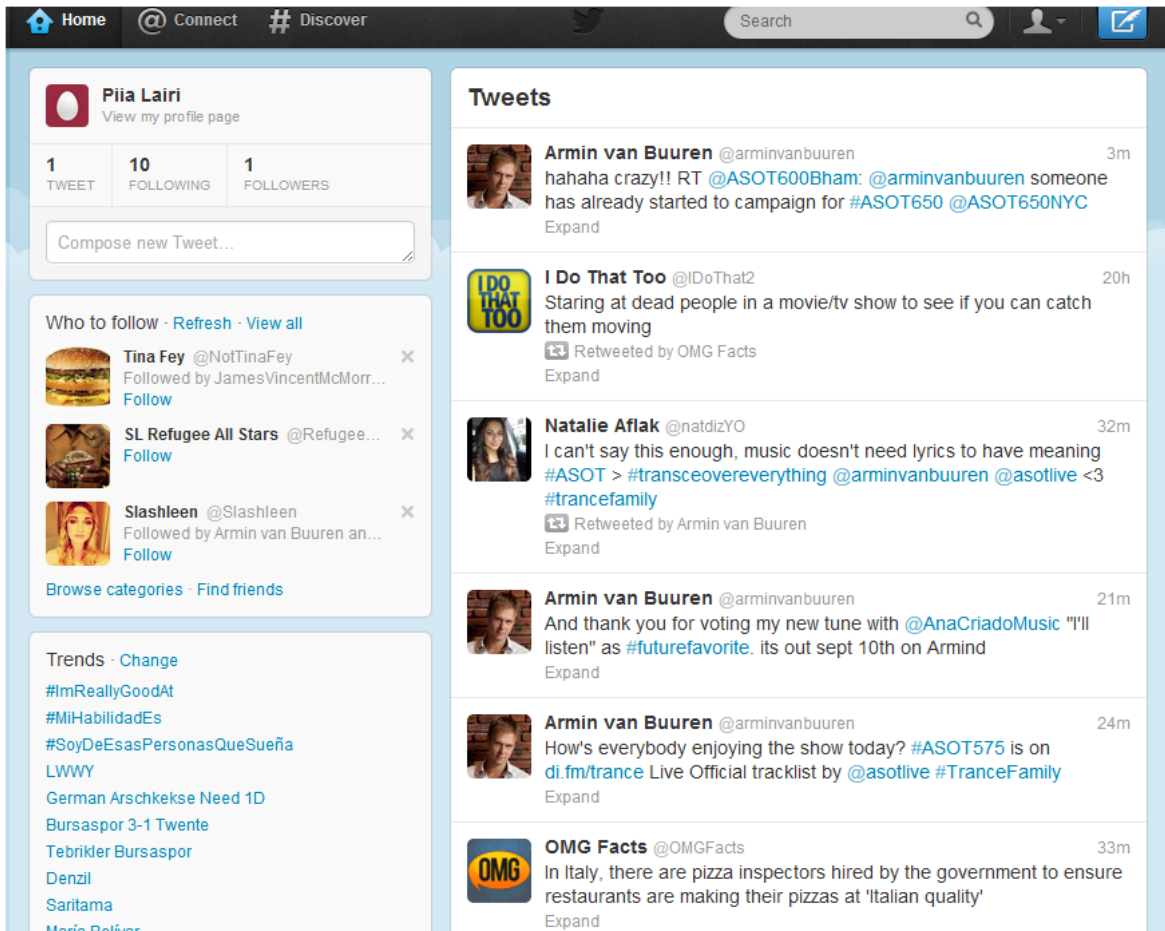 Home
@ Connect
# Discover
Search
Piia Lairi
View my profile page
1 TWEET
10 FOLLOWING
1 FOLLOWERS
Compose new Tweet...
Who to follow · Refresh · View all
Tina Fey @NotTinaFey
Followed by JamesVincentMcMorr...
Follow
SL Refugee All Stars @Refugee...
Follow
Slashleen @Slashleen
Followed by Armin van Buuren an...
Follow
Browse categories · Find friends
Trends · Change
#ImReallyGoodAt
#MiHabilidadEs
#SoyDeEsasPersonasQueSueña
LWWY
German Arschkekse Need 1D
Bursaspor 3-1 Twente
Tebrikler Bursaspor
Denzil
Saritama
María Bolívar
Tweets
Armin van Buuren @arminvanbuuren 3m
hahaha crazy!! RT @ASOT600Bham: @arminvanbuuren someone
has already started to campaign for #ASOT650 @ASOT650NYC
Expand
I DO
THAT
TOO
I Do That Too @IDoThat2 20h
Staring at dead people in a movie/tv show to see if you can catch
them moving
Retweeted by OMG Facts
Expand
Natalie Aflak @natdizYO 32m
I can't say this enough, music doesn't need lyrics to have meaning
#ASOT > #transceovereverything @arminvanbuuren @asotlive <3
#trancefamily
Retweeted by Armin van Buuren
Expand
Armin van Buuren @arminvanbuuren 21m
And thank you for voting my new tune with @AnaCriadoMusic "I'll
listen" as #futurefavorite. its out sept 10th on Armind
Expand
Armin van Buuren @arminvanbuuren 24m
How's everybody enjoying the show today? #ASOT575 is on
di.fm/trance Live Official tracklist by @asotlive #TranceFamily
Expand
OMG
OMG Facts @OMGFacts 33m
In Italy, there are pizza inspectors hired by the government to ensure
restaurants are making their pizzas at 'Italian quality'
Expand